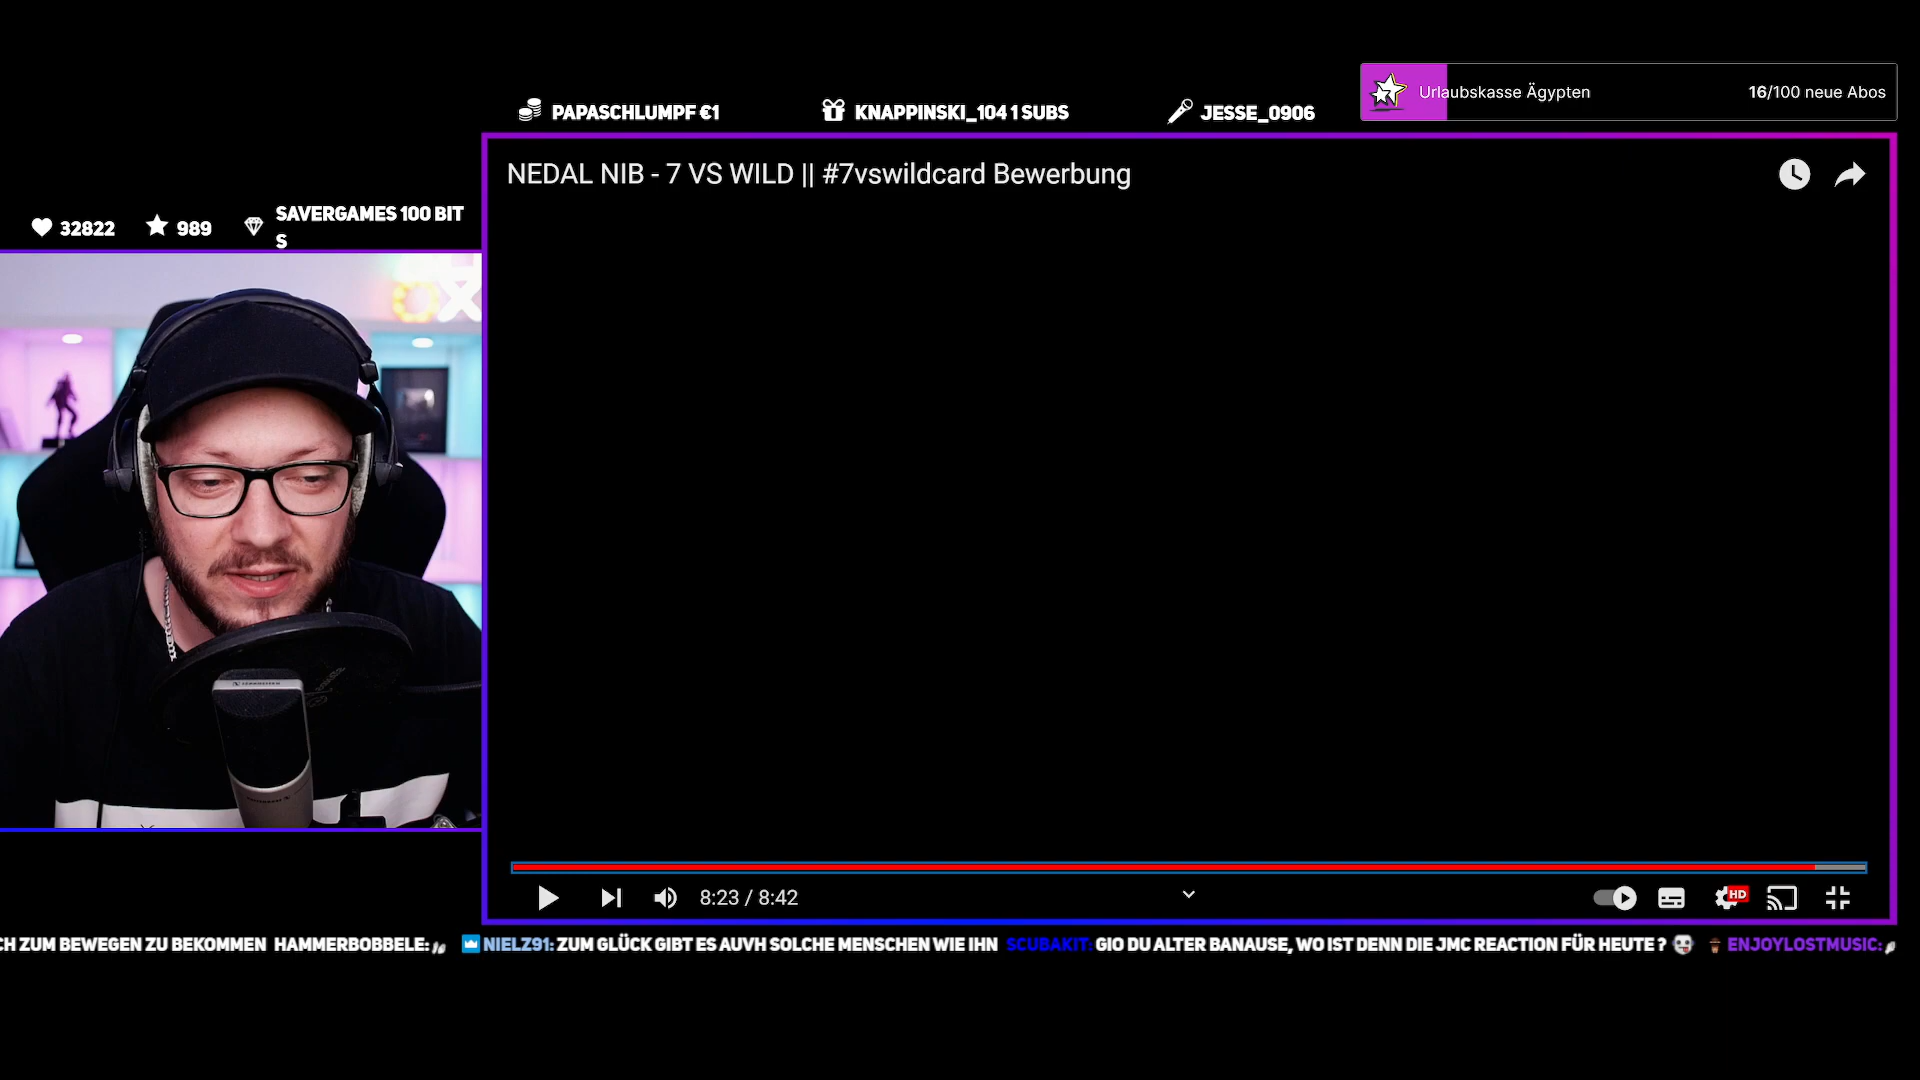 Urlaubskasse Ägypten 16/100 neue Abos
PAPASCHLUMPF €1 KNAPPINSKI_104 1 SUBS JESSE_0906
NEDAL NIB - 7 VS WILD || #7vswildcard Bewerbung
32822 989 SAVERGAMES 100 BIT
S
8:23 / 8:42 HD
CH ZUM BEWEGEN ZU BEKOMMEN HAMMERBOBBELE: NIELZ91: ZUM GLÜCK GIBT ES AUVH SOLCHE MENSCHEN WIE IHN SCUBAKIT: GIO DU ALTER BANAUSE, WO IST DENN DIE JMC REACTION FÜR HEUTE ? ENJOYLOSTMUSIC: